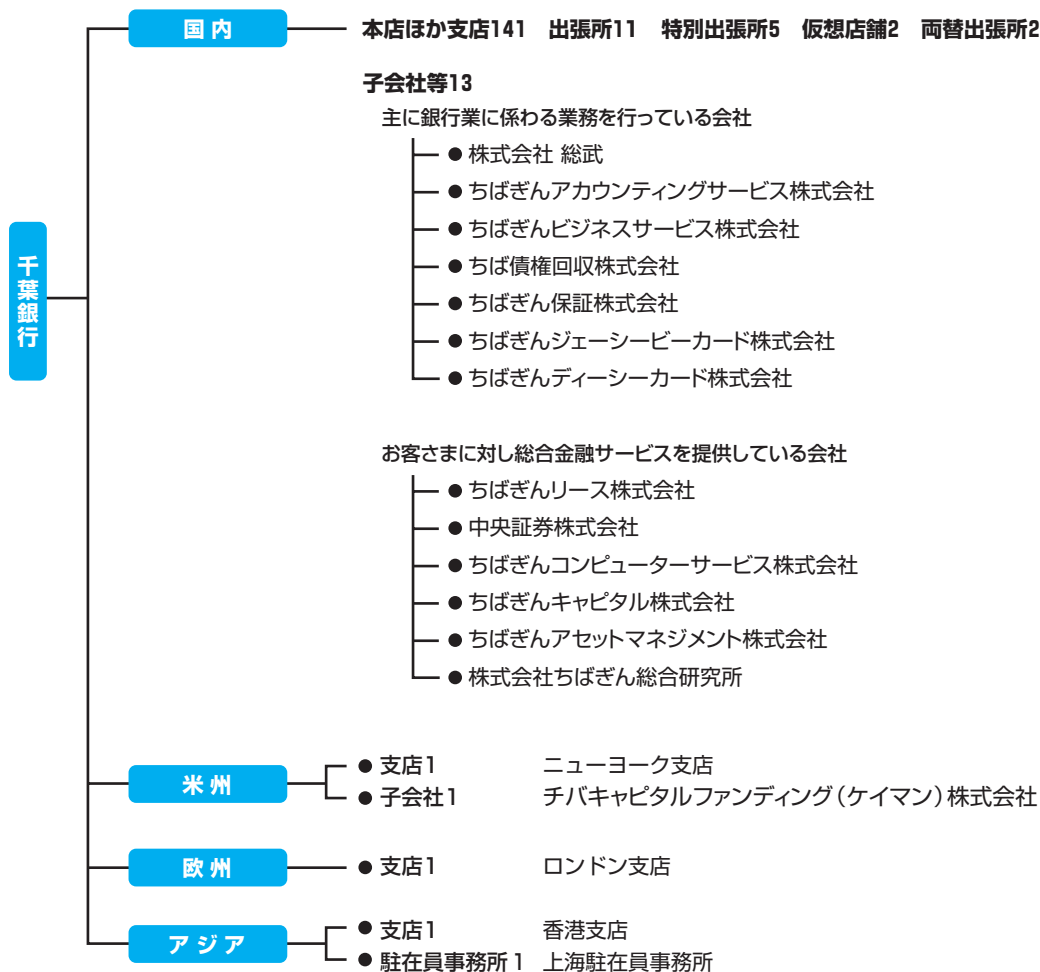 千葉銀行
国内
本店ほか支店141 出張所11 特別出張所5 仮想店舗2 両替出張所2
子会社等13
主に銀行業に係わる業務を行っている会社
● 株式会社 総武
● ちばぎんアカウンティングサービス株式会社
● ちばぎんビジネスサービス株式会社
● ちば債権回収株式会社
● ちばぎん保証株式会社
● ちばぎんジェーシービーカード株式会社
● ちばぎんディーシーカード株式会社
お客さまに対し総合金融サービスを提供している会社
● ちばぎんリース株式会社
● 中央証券株式会社
● ちばぎんコンピューターサービス株式会社
● ちばぎんキャピタル株式会社
● ちばぎんアセットマネジメント株式会社
● 株式会社ちばぎん総合研究所
米州
● 支店1 ニューヨーク支店
● 子会社1 チバキャピタルファンディング(ケイマン)株式会社
欧州
● 支店1 ロンドン支店
アジア
● 支店1 香港支店
● 駐在員事務所1 上海駐在員事務所